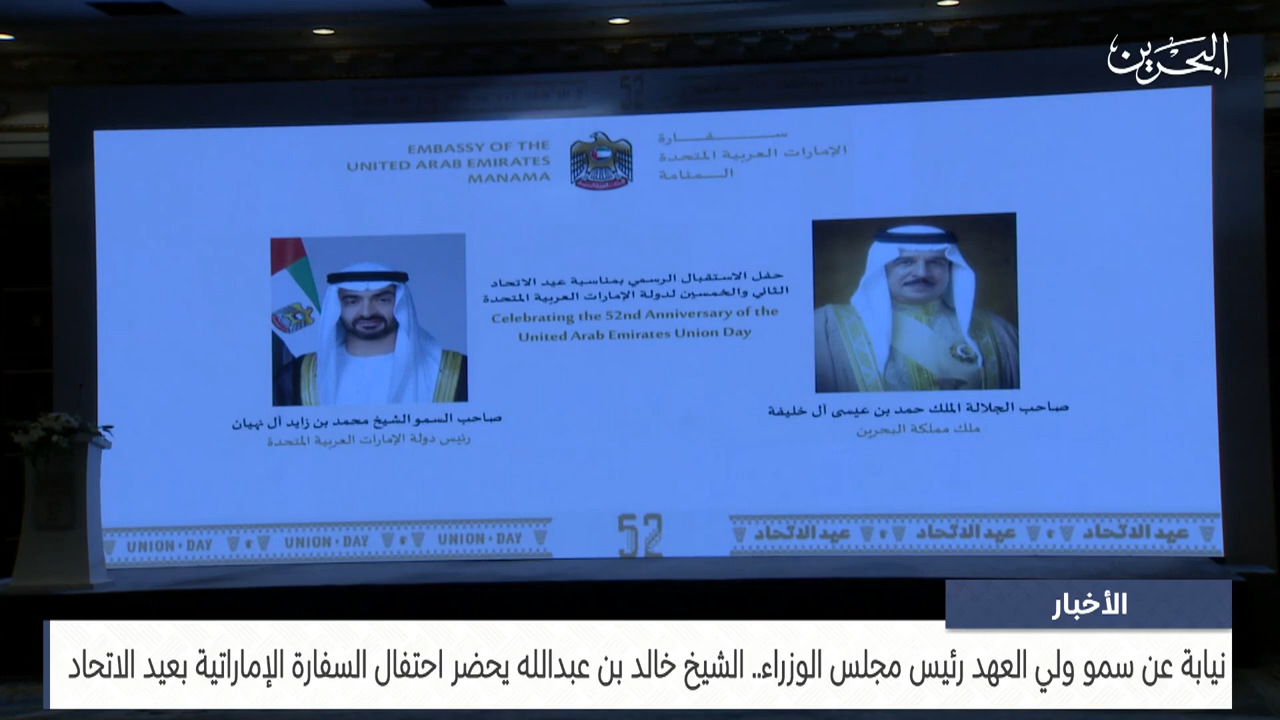 البحرين
EMBASSY OF THE
UNITED ARAB EMIRATES
MANAMA
سـفـارة
الإمارات العربية المتحدة
الـمنامة
حفل الاستقبال الرسمي بمناسبة عيد الاتحاد
الثاني والخمسين لدولة الإمارات العربية المتحدة
Celebrating the 52nd Anniversary of the
United Arab Emirates Union Day
صاحب السمو الشيخ محمد بن زايد آل نهيان
رئيس دولة الإمارات العربية المتحدة
صاحب الجلالة الملك حمد بن عيسى آل خليفة
ملك مملكة البحرين
UNION · DAY UNION · DAY UNION · DAY
52
عيد الاتحاد عيد الاتحاد عيد الاتحاد
الأخبار
نيابة عن سمو ولي العهد رئيس مجلس الوزراء.. الشيخ خالد بن عبدالله يحضر احتفال السفارة الإماراتية بعيد الاتحاد